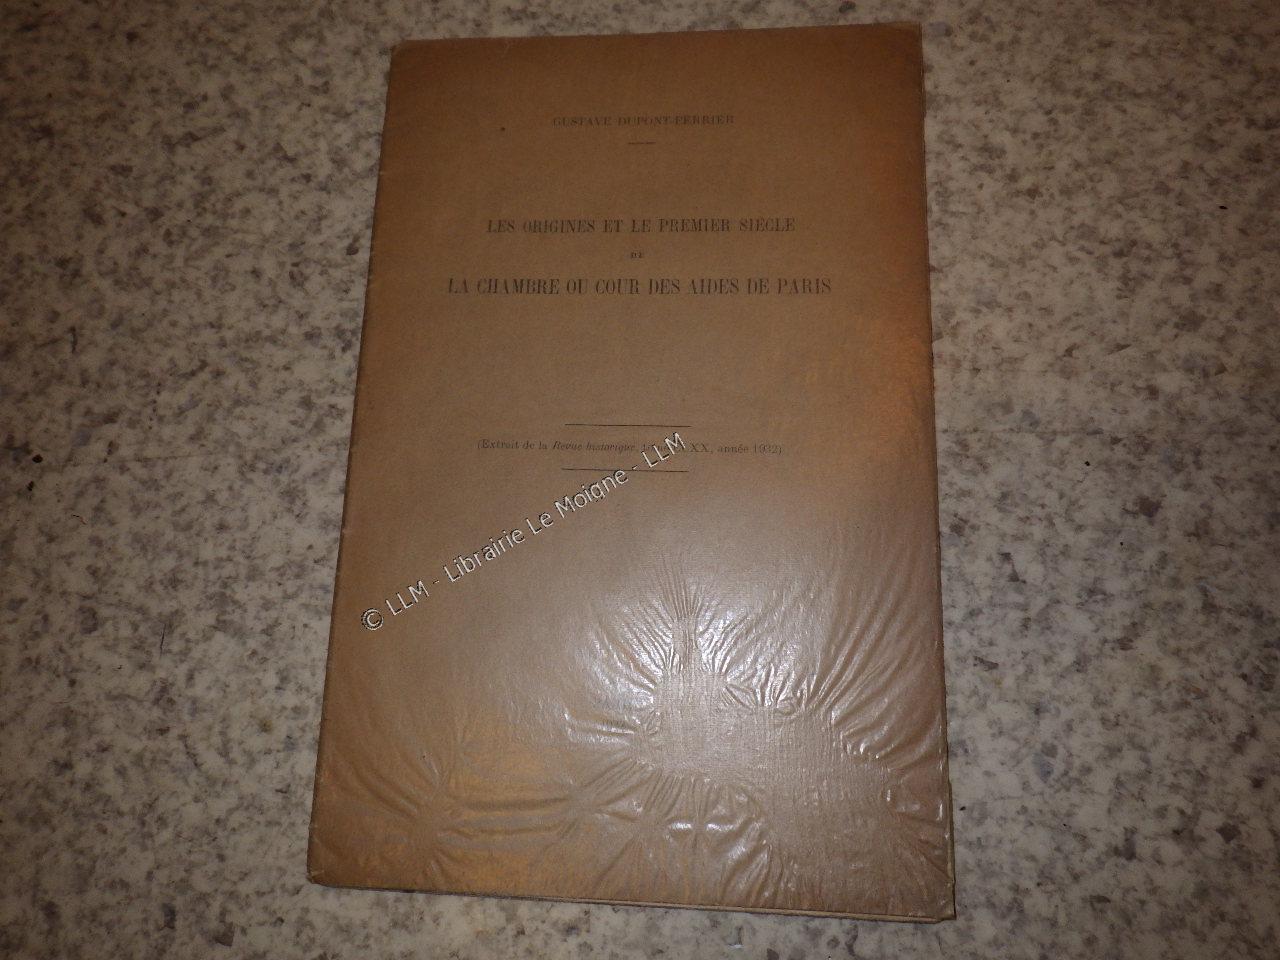 GUSTAVE DUPONT-FERRIER
LES ORIGINES ET LE PREMIER SIÈCLE
DE
LA CHAMBRE OU COUR DES AIDES DE PARIS
(Extrait de la Revue historique, XX, année 1932)
© LLM - Librairie Le Moigne - LLM